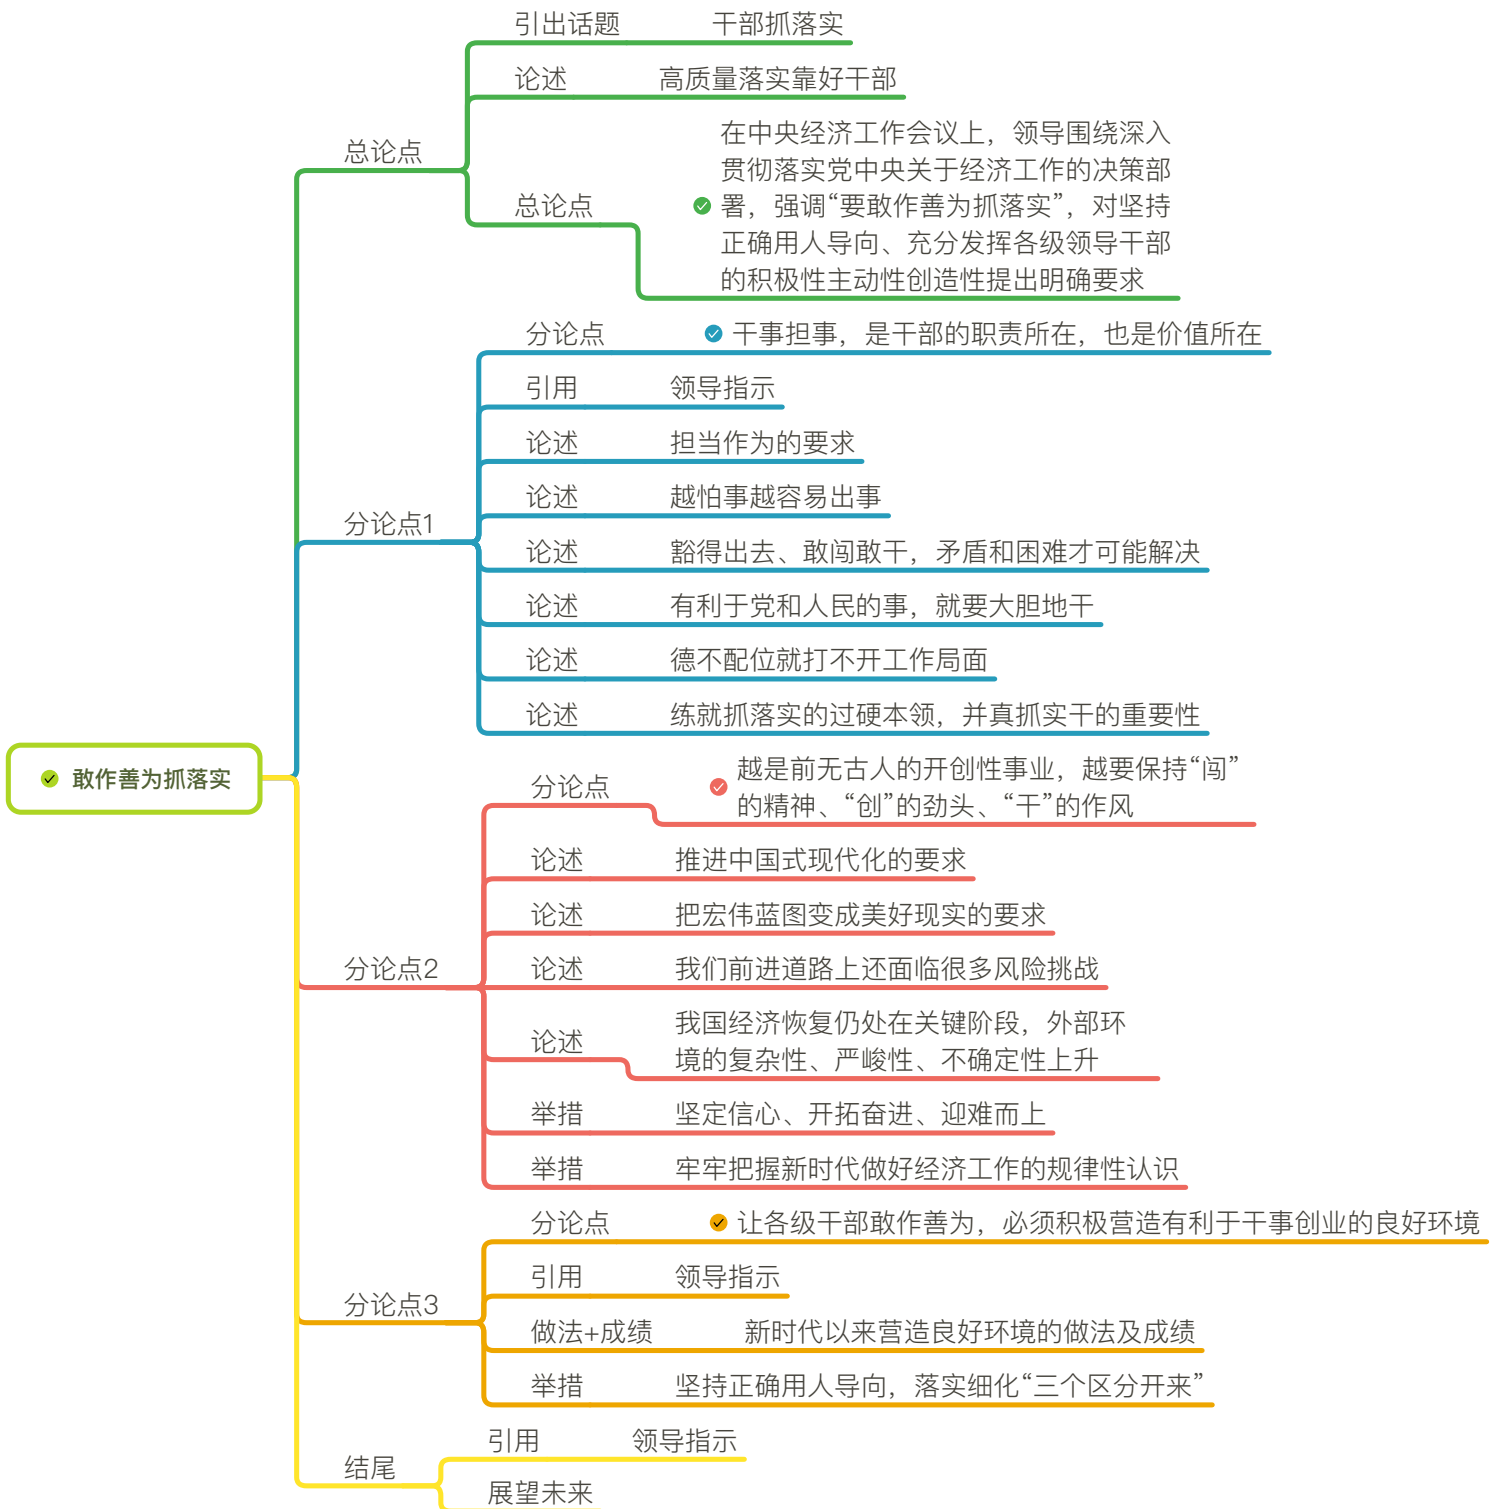 敢作善为抓落实
总论点
引出话题
干部抓落实
论述
高质量落实靠好干部
总论点
在中央经济工作会议上，领导围绕深入
贯彻落实党中央关于经济工作的决策部
署，强调“要敢作善为抓落实”，对坚持
正确用人导向、充分发挥各级领导干部
的积极性主动性创造性提出明确要求
分论点1
分论点
干事担事，是干部的职责所在，也是价值所在
引用
领导指示
论述
担当作为的要求
论述
越怕事越容易出事
论述
豁得出去、敢闯敢干，矛盾和困难才可能解决
论述
有利于党和人民的事，就要大胆地干
论述
德不配位就打不开工作局面
论述
练就抓落实的过硬本领，并真抓实干的重要性
分论点2
分论点
越是前无古人的开创性事业，越要保持“闯”
的精神、“创”的劲头、“干”的作风
论述
推进中国式现代化的要求
论述
把宏伟蓝图变成美好现实的要求
论述
我们前进道路上还面临很多风险挑战
论述
我国经济恢复仍处在关键阶段，外部环
境的复杂性、严峻性、不确定性上升
举措
坚定信心、开拓奋进、迎难而上
举措
牢牢把握新时代做好经济工作的规律性认识
分论点3
分论点
让各级干部敢作善为，必须积极营造有利于干事创业的良好环境
引用
领导指示
做法+成绩
新时代以来营造良好环境的做法及成绩
举措
坚持正确用人导向，落实细化“三个区分开来”
结尾
引用
领导指示
展望未来